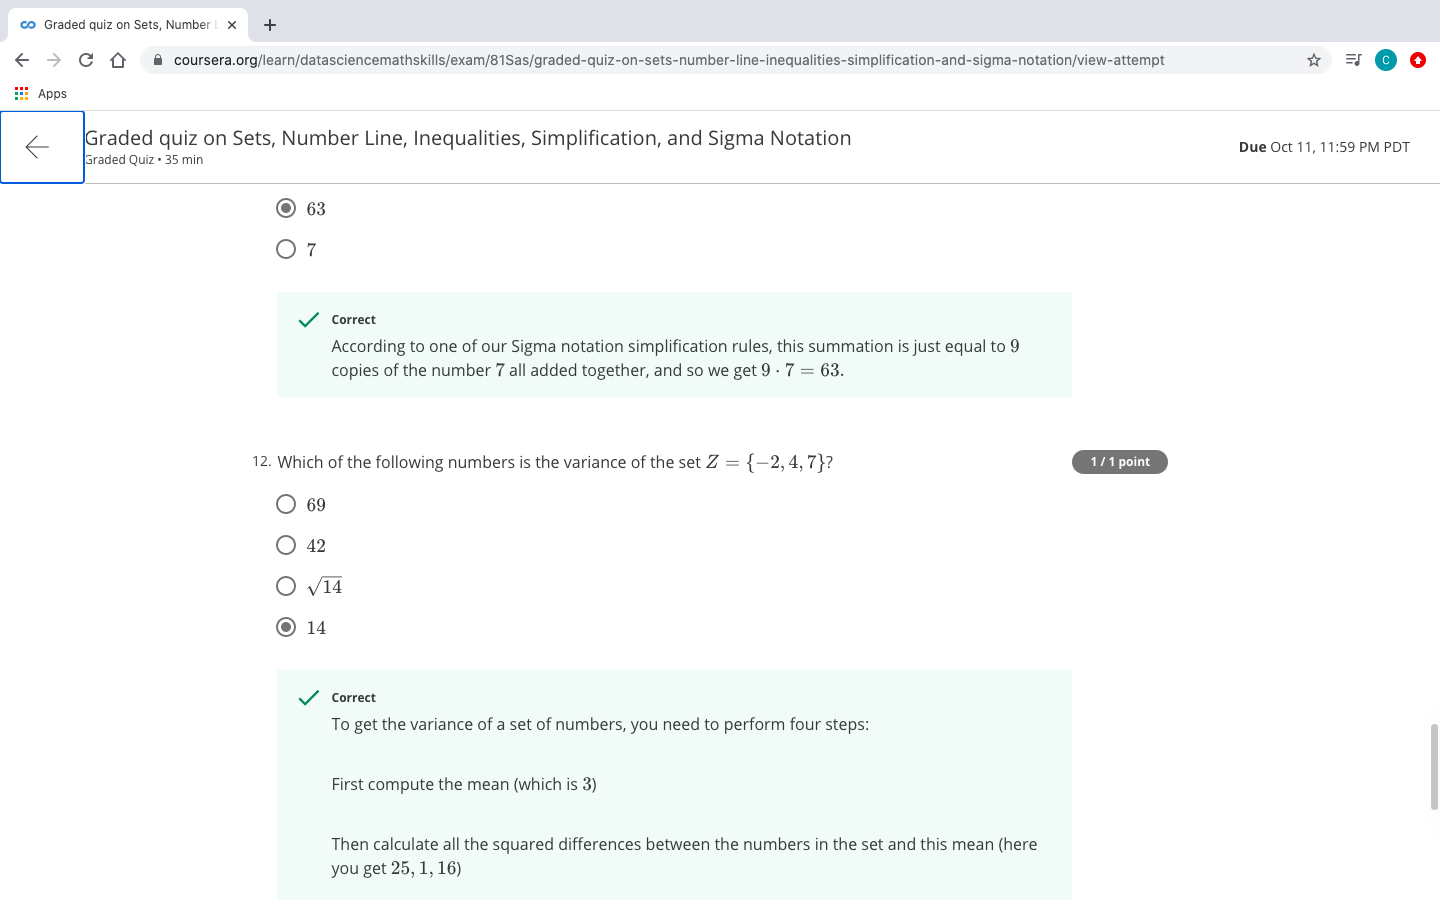 Graded quiz on Sets, Number L
coursera.org/learn/datasciencemathskills/exam/81Sas/graded-quiz-on-sets-number-line-inequalities-simplification-and-sigma-notation/view-attempt
C
Apps
Graded quiz on Sets, Number Line, Inequalities, Simplification, and Sigma Notation
Graded Quiz • 35 min
Due Oct 11, 11:59 PM PDT
63
7
Correct
According to one of our Sigma notation simplification rules, this summation is just equal to 9
copies of the number 7 all added together, and so we get 9 · 7 = 63.
12. Which of the following numbers is the variance of the set Z = {−2, 4, 7}?
1 / 1 point
69
42
√14
14
Correct
To get the variance of a set of numbers, you need to perform four steps:
First compute the mean (which is 3)
Then calculate all the squared differences between the numbers in the set and this mean (here
you get 25, 1, 16)